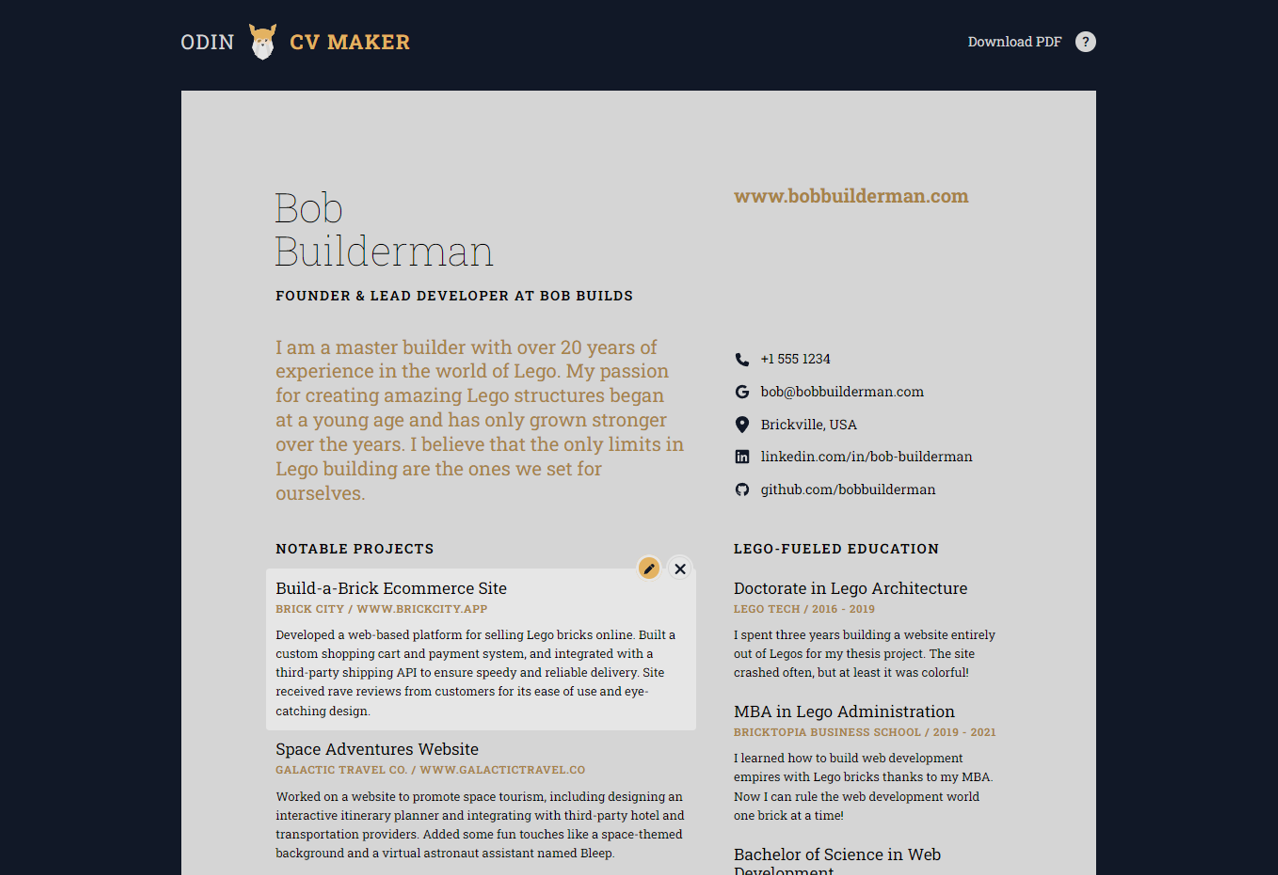 ODIN CV MAKER
Download PDF ?
Bob
Builderman
FOUNDER & LEAD DEVELOPER AT BOB BUILDS
www.bobbuilderman.com
I am a master builder with over 20 years of
experience in the world of Lego. My passion
for creating amazing Lego structures began
at a young age and has only grown stronger
over the years. I believe that the only limits in
Lego building are the ones we set for
ourselves.
+1 555 1234
bob@bobbuilderman.com
Brickville, USA
linkedin.com/in/bob-builderman
github.com/bobbuilderman
NOTABLE PROJECTS
Build-a-Brick Ecommerce Site
BRICK CITY / WWW.BRICKCITY.APP
Developed a web-based platform for selling Lego bricks online. Built a
custom shopping cart and payment system, and integrated with a
third-party shipping API to ensure speedy and reliable delivery. Site
received rave reviews from customers for its ease of use and eye-
catching design.
Space Adventures Website
GALACTIC TRAVEL CO. / WWW.GALACTICTRAVEL.CO
Worked on a website to promote space tourism, including designing an
interactive itinerary planner and integrating with third-party hotel and
transportation providers. Added some fun touches like a space-themed
background and a virtual astronaut assistant named Bleep.
LEGO-FUELED EDUCATION
Doctorate in Lego Architecture
LEGO TECH / 2016 - 2019
I spent three years building a website entirely
out of Legos for my thesis project. The site
crashed often, but at least it was colorful!
MBA in Lego Administration
BRICKTOPIA BUSINESS SCHOOL / 2019 - 2021
I learned how to build web development
empires with Lego bricks thanks to my MBA.
Now I can rule the web development world
one brick at a time!
Bachelor of Science in Web
Development